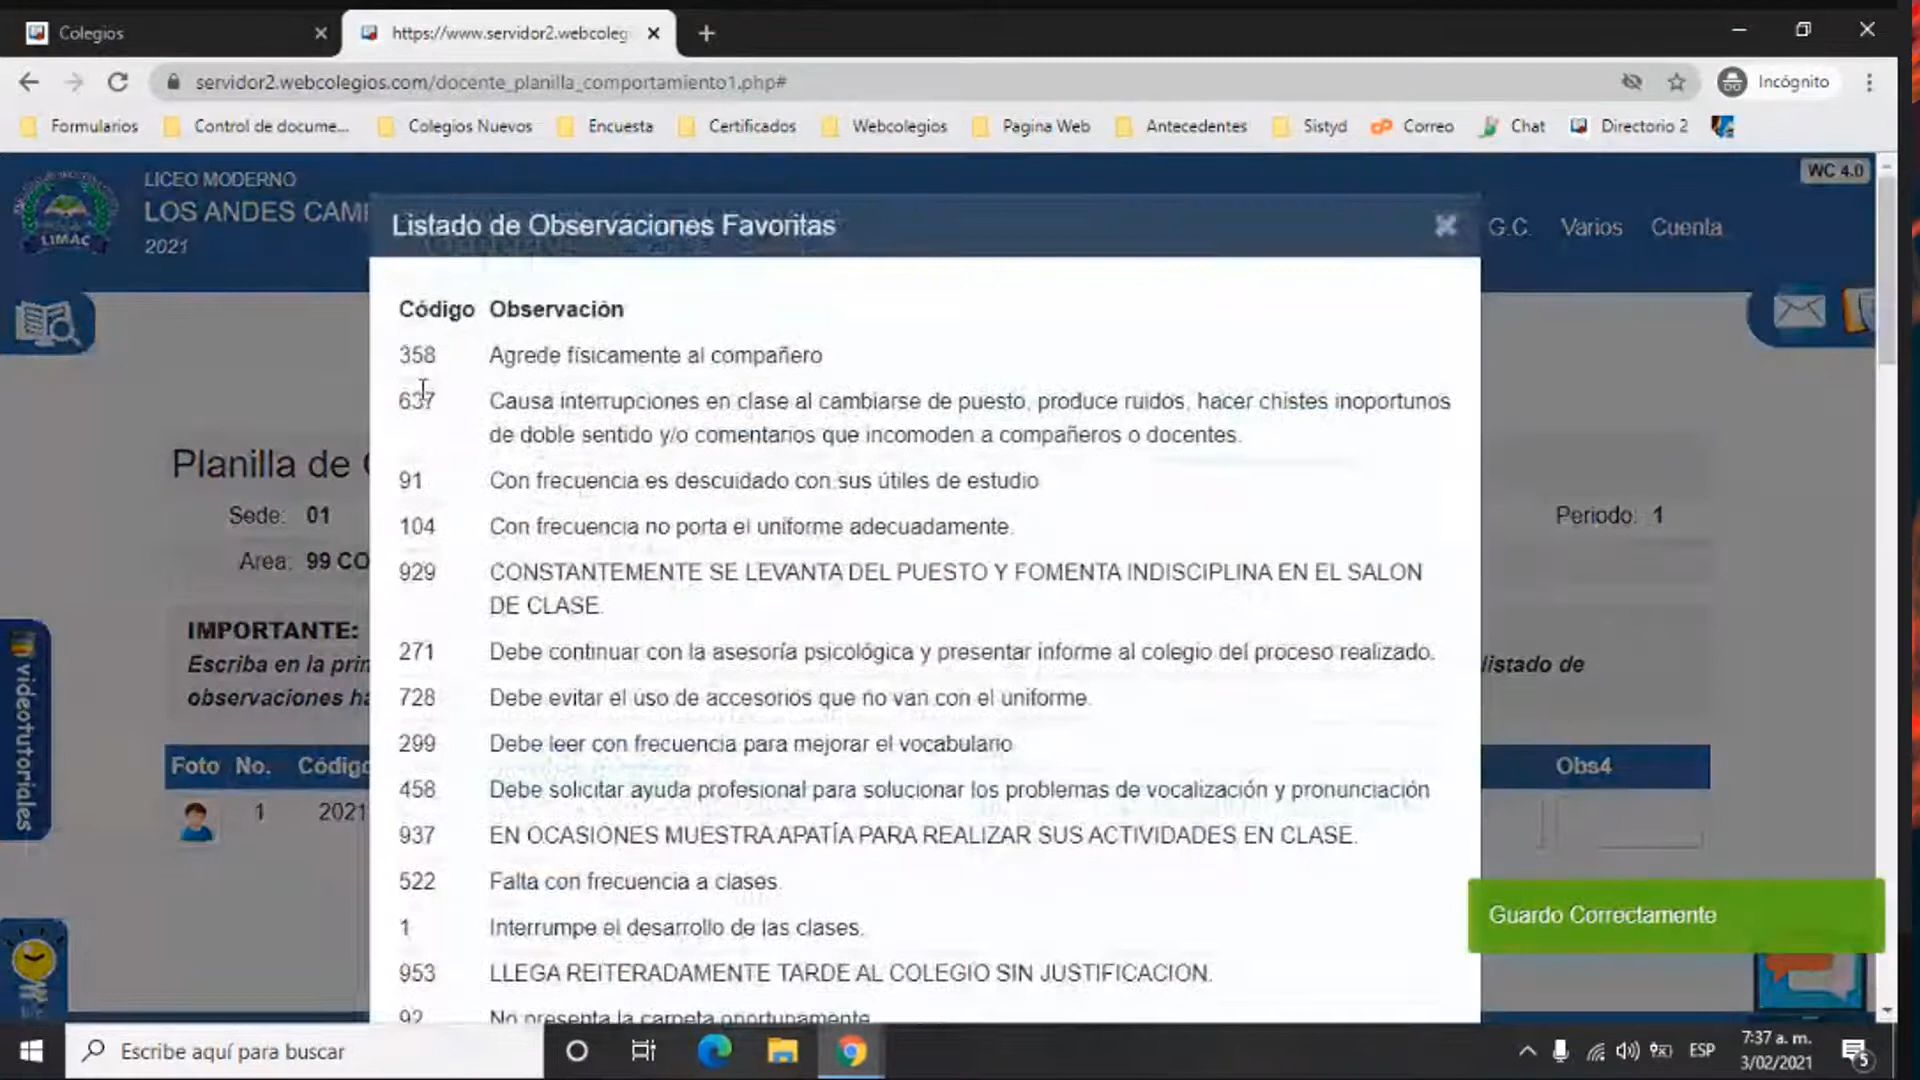 Colegios
https://www.servidor2.webcoleg
servidor2.webcolegios.com/docente_planilla_comportamiento1.php#
Incógnito
Formularios
Control de docume...
Colegios Nuevos
Encuesta
Certificados
Webcolegios
Pagina Web
Antecedentes
Sistyd
Correo
Chat
Directorio 2
LICEO MODERNO
LOS ANDES CAM
2021
LIMAC
WC 4.0
G.C.
Varios
Cuenta
Listado de Observaciones Favoritas
Código Observación
358 Agrede físicamente al compañero
637 Causa interrupciones en clase al cambiarse de puesto, produce ruidos, hacer chistes inoportunos
de doble sentido y/o comentarios que incomoden a compañeros o docentes.
91 Con frecuencia es descuidado con sus útiles de estudio
104 Con frecuencia no porta el uniforme adecuadamente.
929 CONSTANTEMENTE SE LEVANTA DEL PUESTO Y FOMENTA INDISCIPLINA EN EL SALON
DE CLASE.
271 Debe continuar con la asesoría psicológica y presentar informe al colegio del proceso realizado.
728 Debe evitar el uso de accesorios que no van con el uniforme.
299 Debe leer con frecuencia para mejorar el vocabulario
458 Debe solicitar ayuda profesional para solucionar los problemas de vocalización y pronunciación
937 EN OCASIONES MUESTRA APATÍA PARA REALIZAR SUS ACTIVIDADES EN CLASE.
522 Falta con frecuencia a clases.
1 Interrumpe el desarrollo de las clases.
953 LLEGA REITERADAMENTE TARDE AL COLEGIO SIN JUSTIFICACION.
92 No presenta la carpeta oportunamente
Planilla de
Sede: 01
Periodo: 1
Area: 99 CO
IMPORTANTE:
Escriba en la prin
listado de
observaciones ha
Foto No. Código
Obs4
1 2021
videotutoriales
Guardo Correctamente
Escribe aquí para buscar
ESP
7:37 a. m.
3/02/2021
5